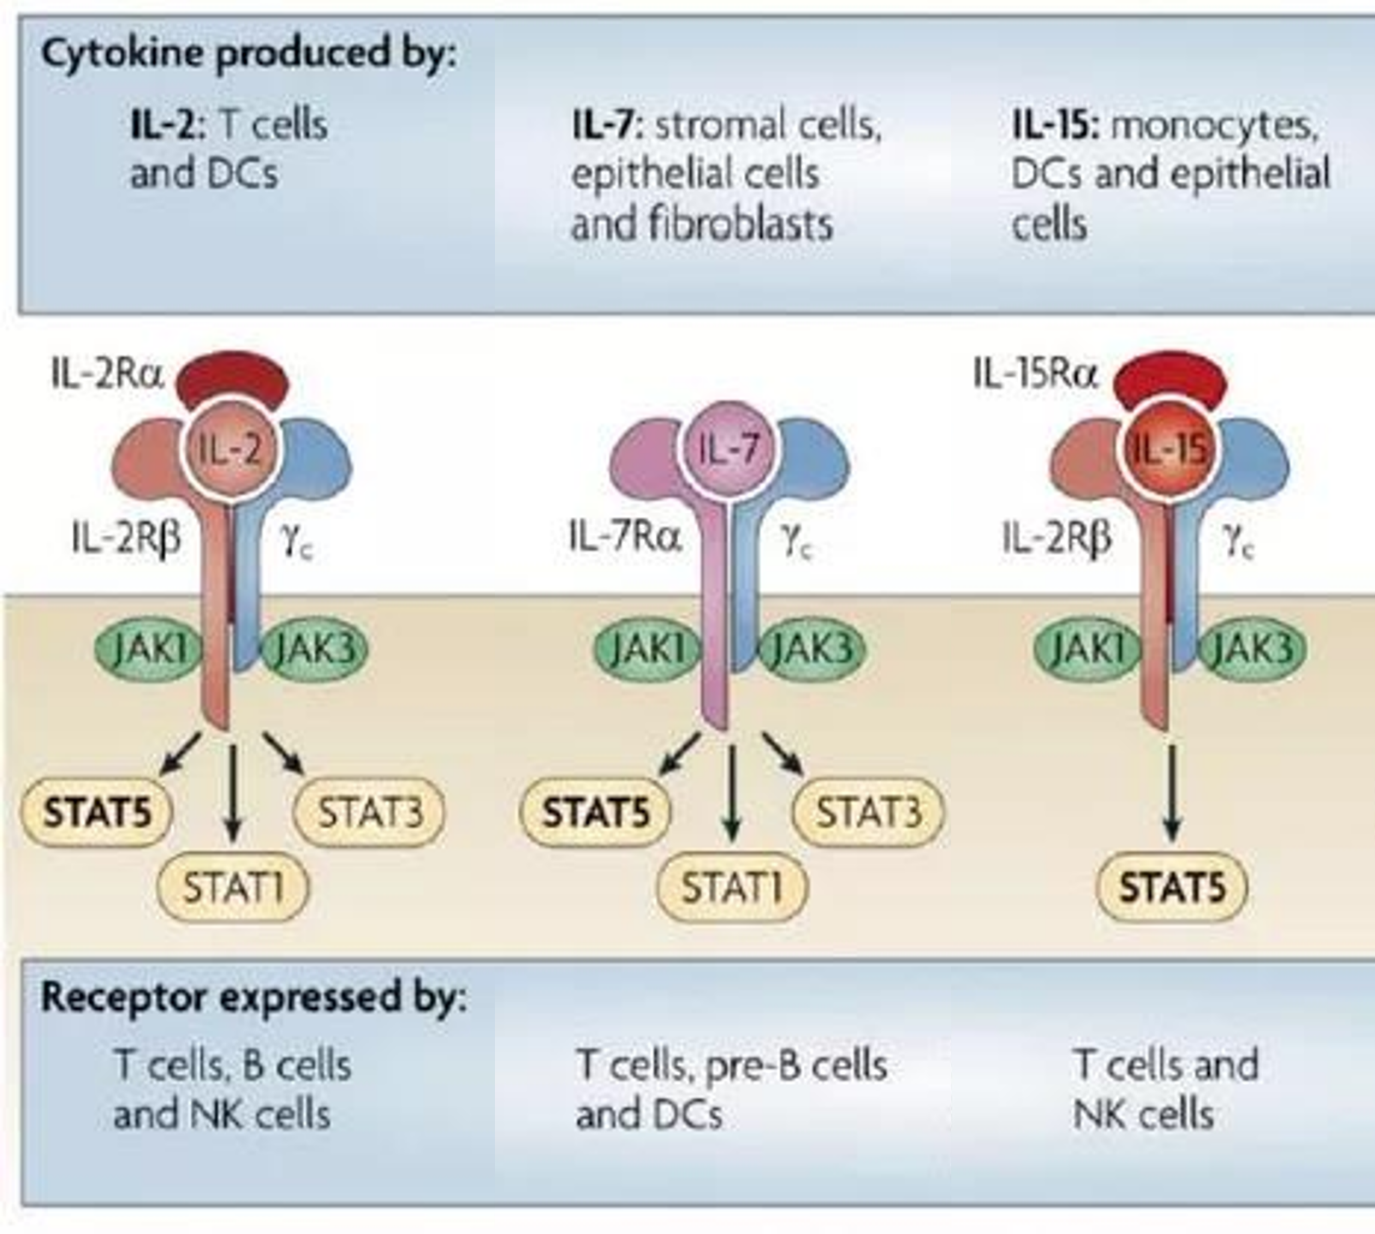 Cytokine produced by:
IL-2: T cells
and DCs
IL-7: stromal cells,
epithelial cells
and fibroblasts
IL-15: monocytes,
DCs and epithelial
cells
IL-2Rα
IL-2
IL-2Rβ
γc
JAK1
JAK3
STAT5
STAT3
STAT1
IL-7
IL-7Rα
γc
JAK1
JAK3
STAT5
STAT3
STAT1
IL-15Rα
IL-15
IL-2Rβ
γc
JAK1
JAK3
STAT5
Receptor expressed by:
T cells, B cells
and NK cells
T cells, pre-B cells
and DCs
T cells and
NK cells